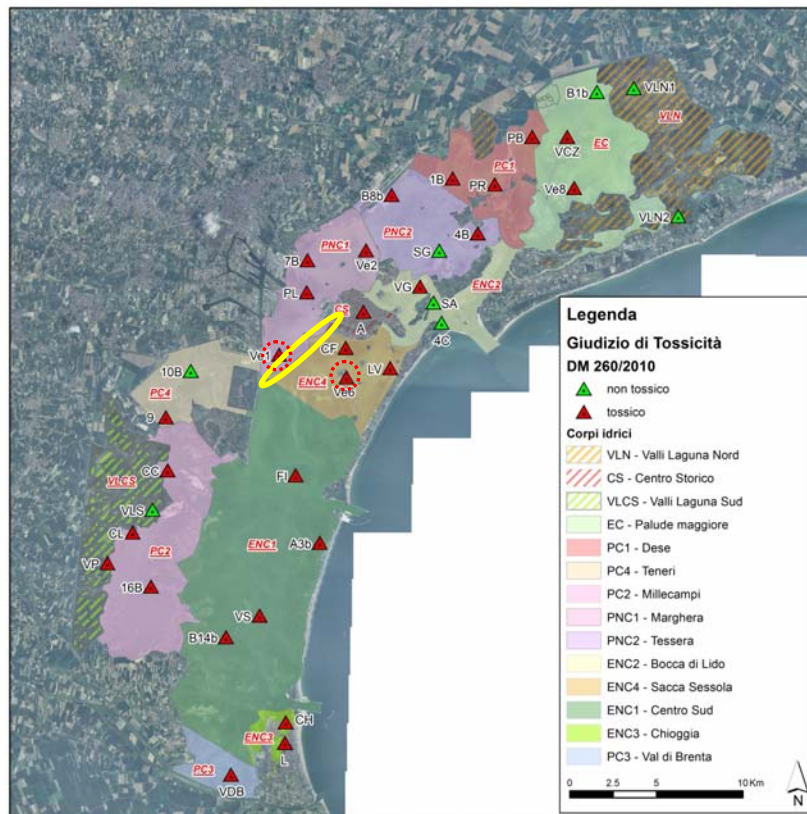 B1b
VLN1
VLN
PB
VCZ
EC
PC1
1B
PR
B8b
Ve8
VLN2
PNC2
4B
PNC1
SG
7B
Ve2
ENC2
PL
VG
SA
CS
A
4C
Ve1
CF
10B
ENC4
LV
Ve6
PC4
9
VLCS
CC
FI
VLS
CL
ENC1
A3b
PC2
VP
16B
VS
B14b
CH
ENC3
L
PC3
VDB
Legenda
Giudizio di Tossicità
DM 260/2010
non tossico
tossico
Corpi idrici
VLN - Valli Laguna Nord
CS - Centro Storico
VLCS - Valli Laguna Sud
EC - Palude maggiore
PC1 - Dese
PC4 - Teneri
PC2 - Millecampi
PNC1 - Marghera
PNC2 - Tessera
ENC2 - Bocca di Lido
ENC4 - Sacca Sessola
ENC1 - Centro Sud
ENC3 - Chioggia
PC3 - Val di Brenta
0 2.5 5 10 Km
N